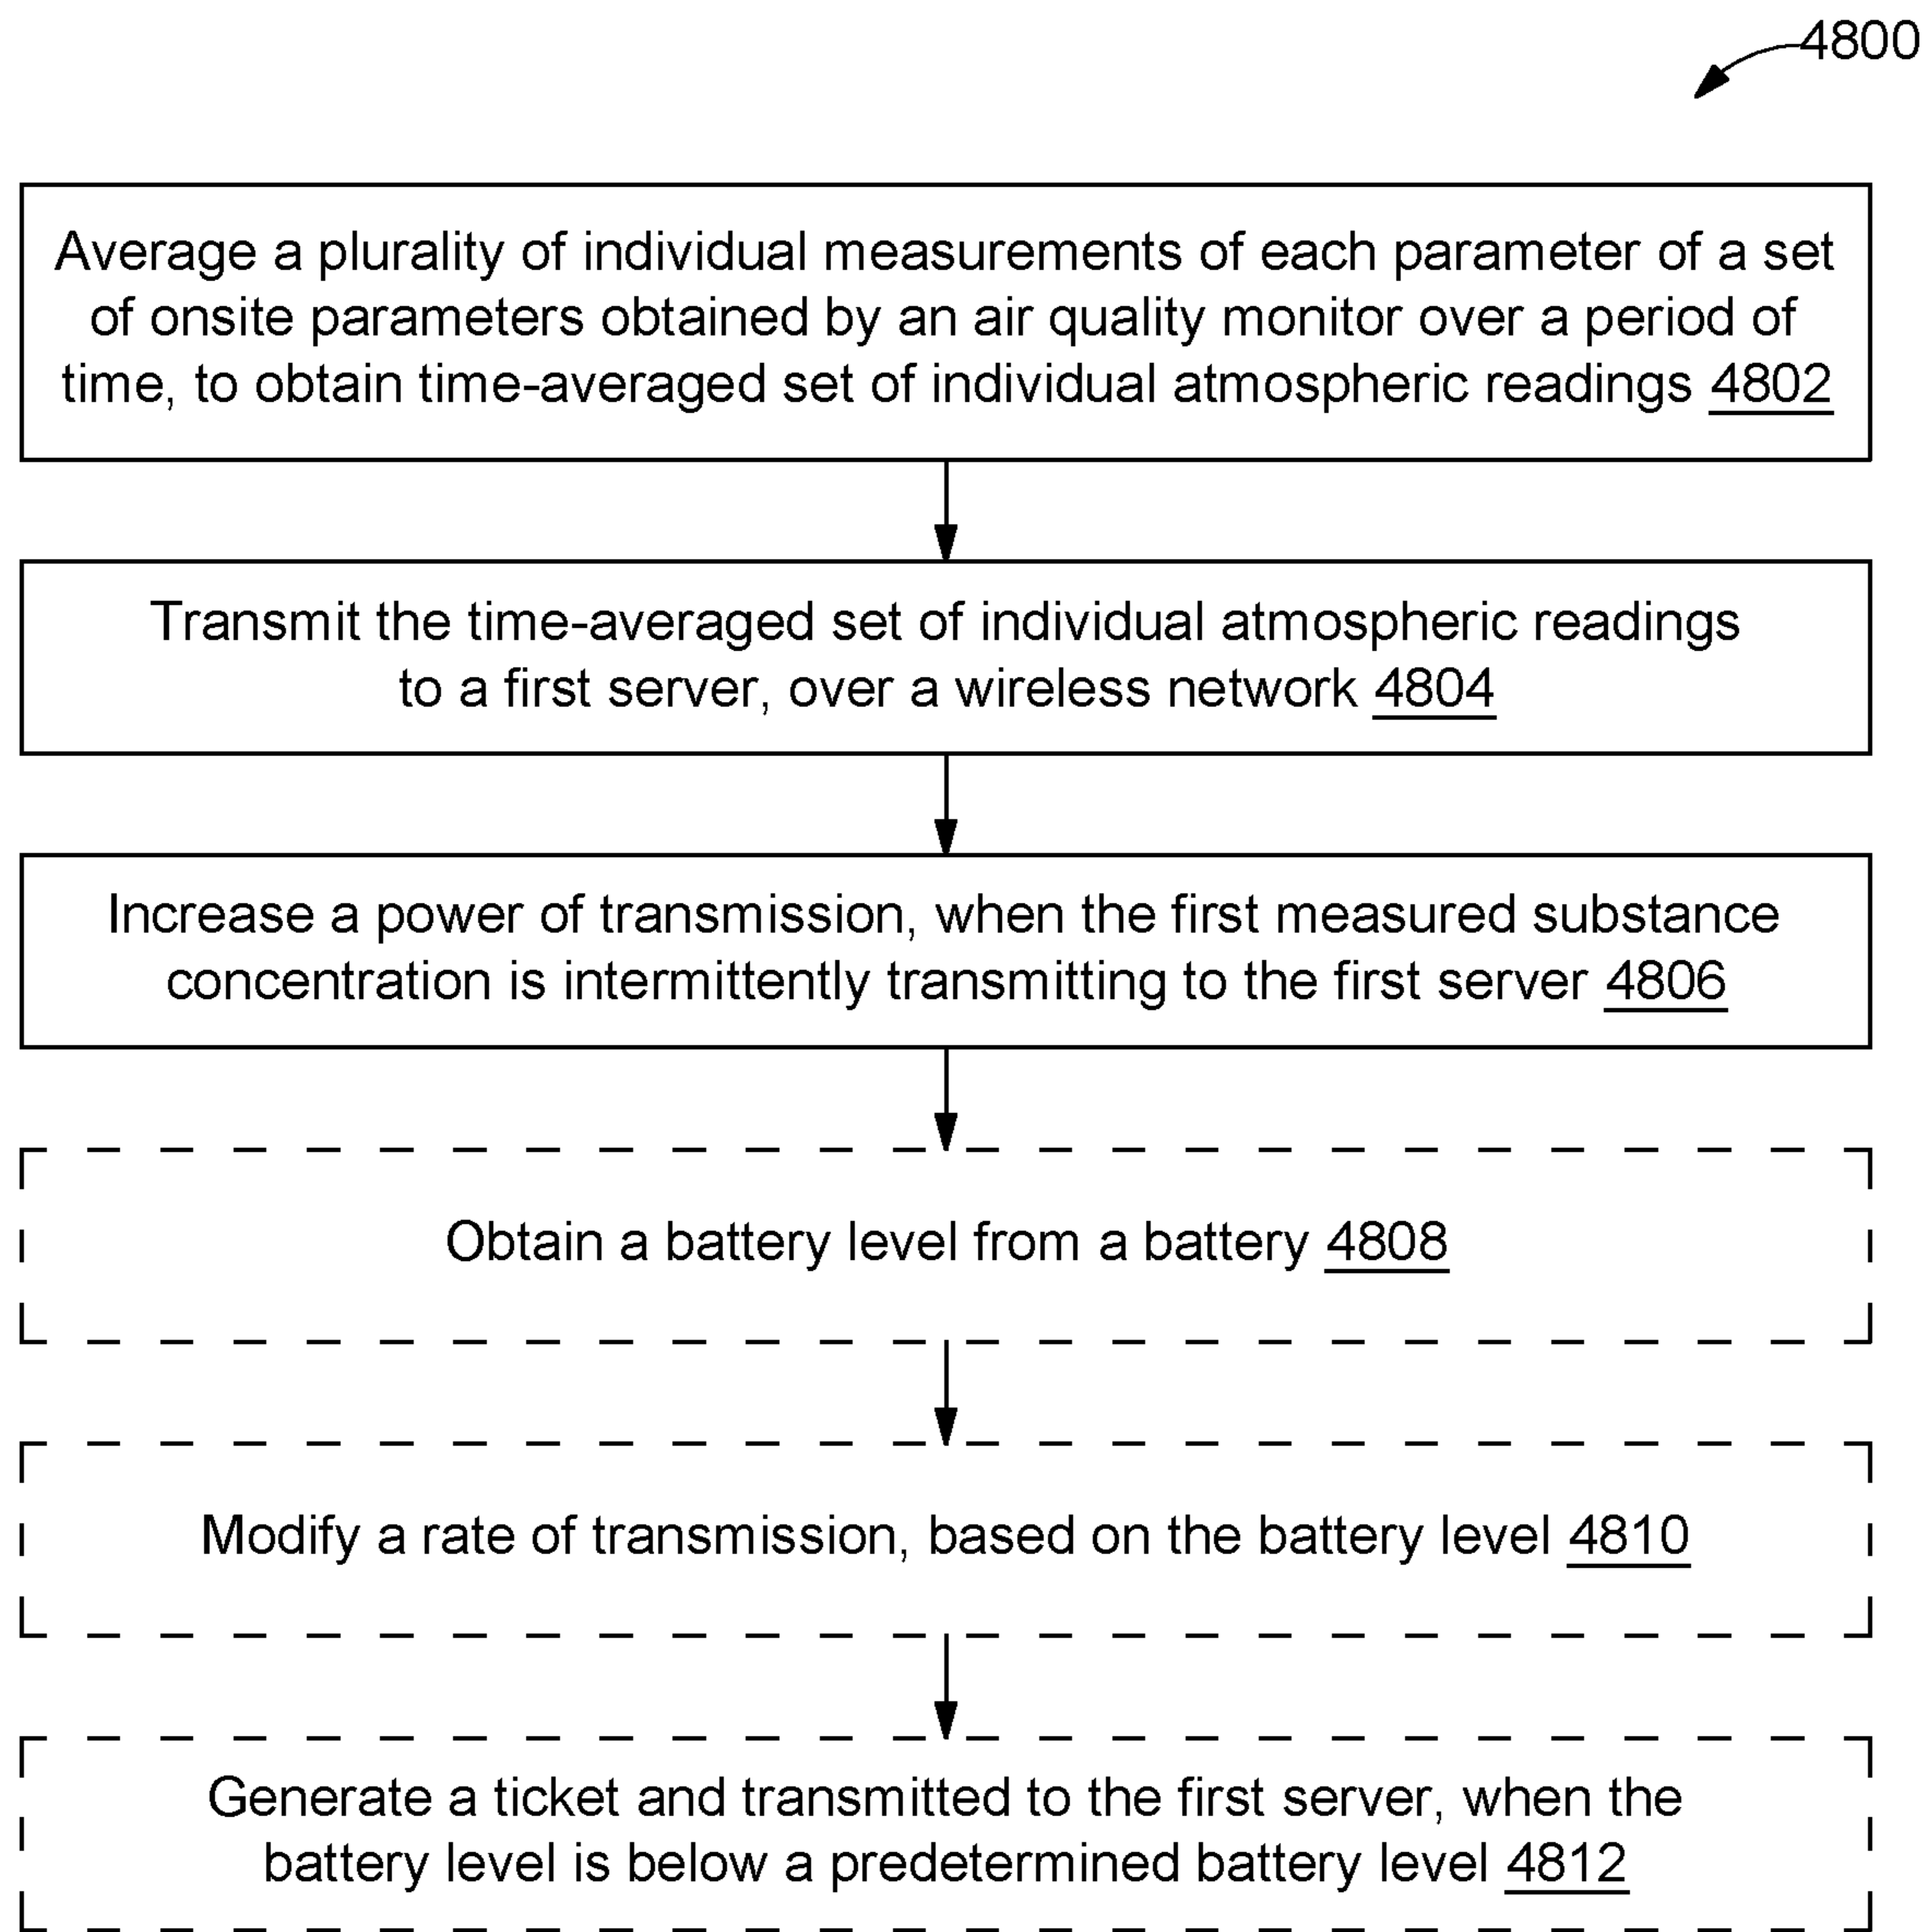 4800
Average a plurality of individual measurements of each parameter of a set
of onsite parameters obtained by an air quality monitor over a period of
time, to obtain time-averaged set of individual atmospheric readings 4802
Transmit the time-averaged set of individual atmospheric readings
to a first server, over a wireless network 4804
Increase a power of transmission, when the first measured substance
concentration is intermittently transmitting to the first server 4806
Obtain a battery level from a battery 4808
Modify a rate of transmission, based on the battery level 4810
Generate a ticket and transmitted to the first server, when the
battery level is below a predetermined battery level 4812